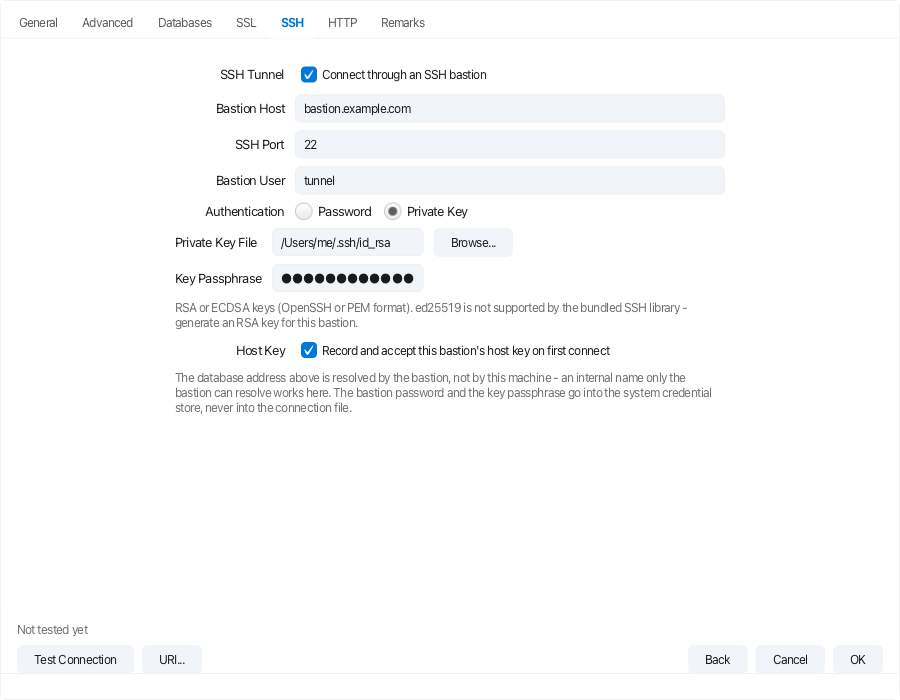 General Advanced Databases SSL SSH HTTP Remarks
SSH Tunnel Connect through an SSH bastion
Bastion Host bastion.example.com
SSH Port 22
Bastion User tunnel
Authentication Password Private Key
Private Key File /Users/me/.ssh/id_rsa Browse...
Key Passphrase ●●●●●●●●●●●●
RSA or ECDSA keys (OpenSSH or PEM format). ed25519 is not supported by the bundled SSH library -
generate an RSA key for this bastion.
Host Key Record and accept this bastion's host key on first connect
The database address above is resolved by the bastion, not by this machine - an internal name only the
bastion can resolve works here. The bastion password and the key passphrase go into the system credential
store, never into the connection file.
Not tested yet
Test Connection URI... Back Cancel OK